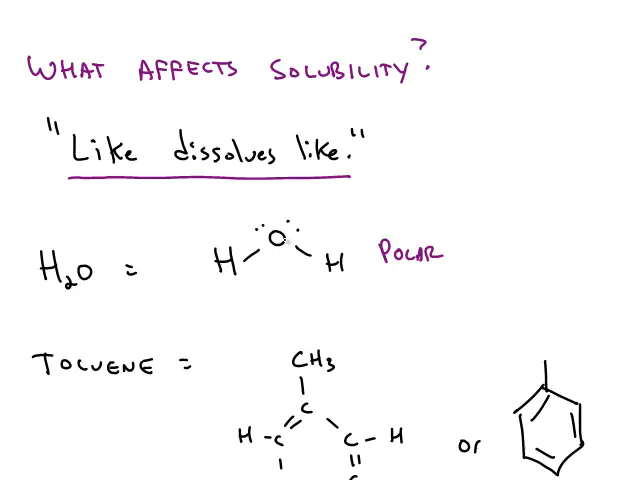 WHAT AFFECTS SOLUBILITY?
"Like dissolves like."
H₂O = H O H POLAR
TOLUENE =
CH₃
C
H - C C - H or
C